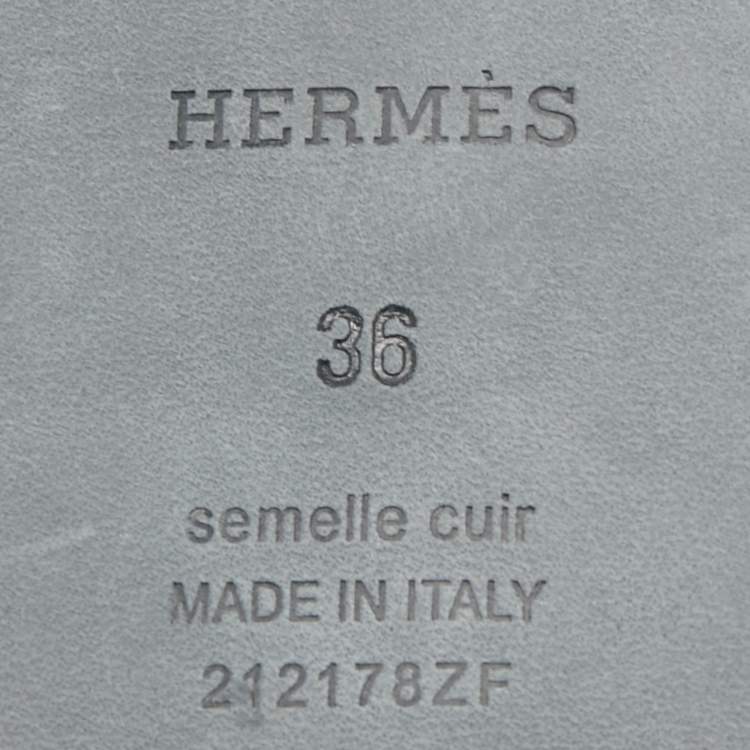 HERMÈS
36
semelle cuir
MADE IN ITALY
212178ZF